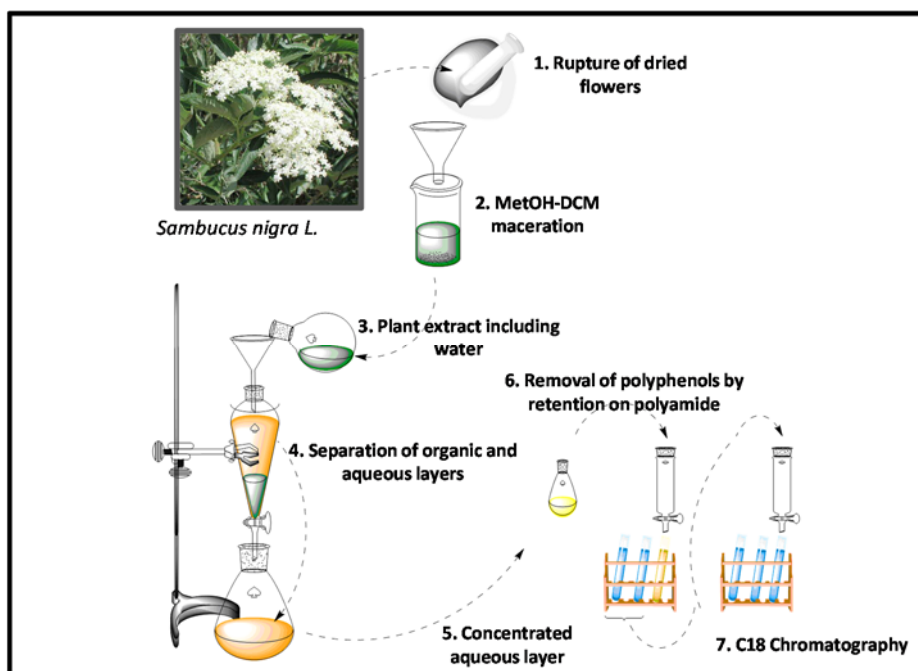 1. Rupture of dried
flowers
Sambucus nigra L.
2. MetOH-DCM
maceration
3. Plant extract including
water
4. Separation of organic and
aqueous layers
5. Concentrated
aqueous layer
6. Removal of polyphenols by
retention on polyamide
7. C18 Chromatography